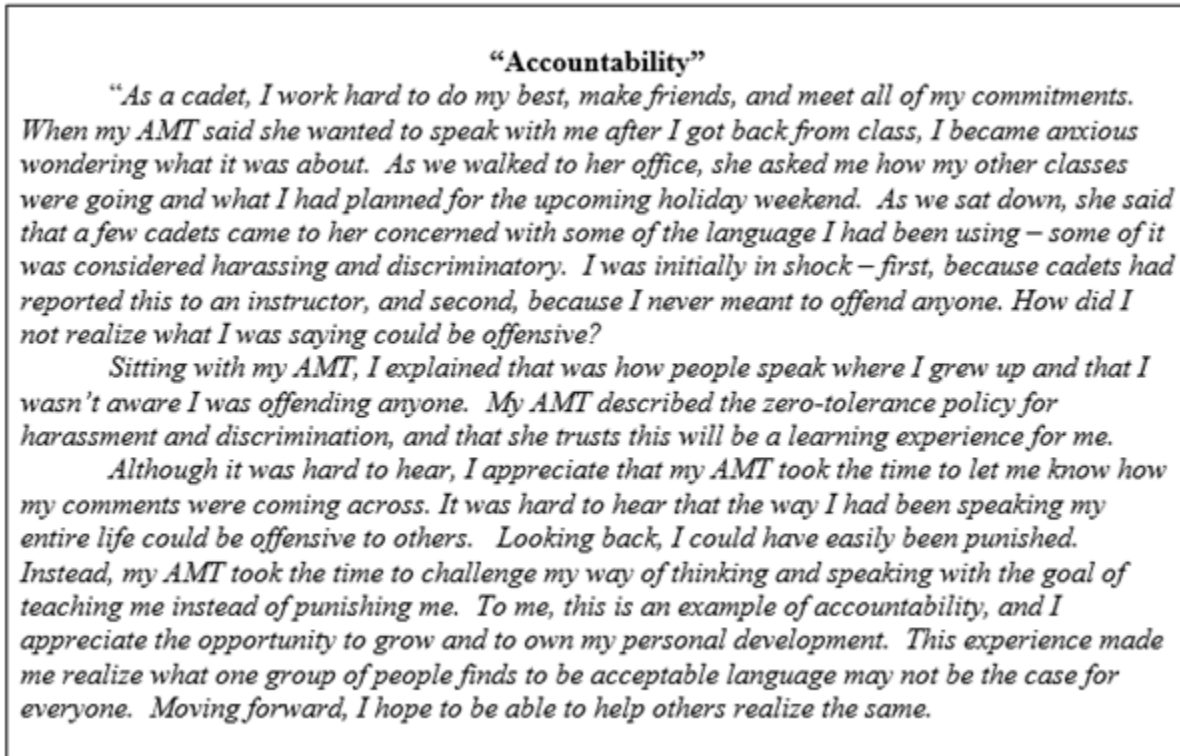 “Accountability”
“As a cadet, I work hard to do my best, make friends, and meet all of my commitments.
When my AMT said she wanted to speak with me after I got back from class, I became anxious
wondering what it was about.  As we walked to her office, she asked me how my other classes
were going and what I had planned for the upcoming holiday weekend.  As we sat down, she said
that a few cadets came to her concerned with some of the language I had been using – some of it
was considered harassing and discriminatory.  I was initially in shock – first, because cadets had
reported this to an instructor, and second, because I never meant to offend anyone. How did I
not realize what I was saying could be offensive?
Sitting with my AMT, I explained that was how people speak where I grew up and that I
wasn’t aware I was offending anyone.  My AMT described the zero-tolerance policy for
harassment and discrimination, and that she trusts this will be a learning experience for me.
Although it was hard to hear, I appreciate that my AMT took the time to let me know how
my comments were coming across. It was hard to hear that the way I had been speaking my
entire life could be offensive to others.   Looking back, I could have easily been punished.
Instead, my AMT took the time to challenge my way of thinking and speaking with the goal of
teaching me instead of punishing me.  To me, this is an example of accountability, and I
appreciate the opportunity to grow and to own my personal development.  This experience made
me realize what one group of people finds to be acceptable language may not be the case for
everyone.  Moving forward, I hope to be able to help others realize the same.